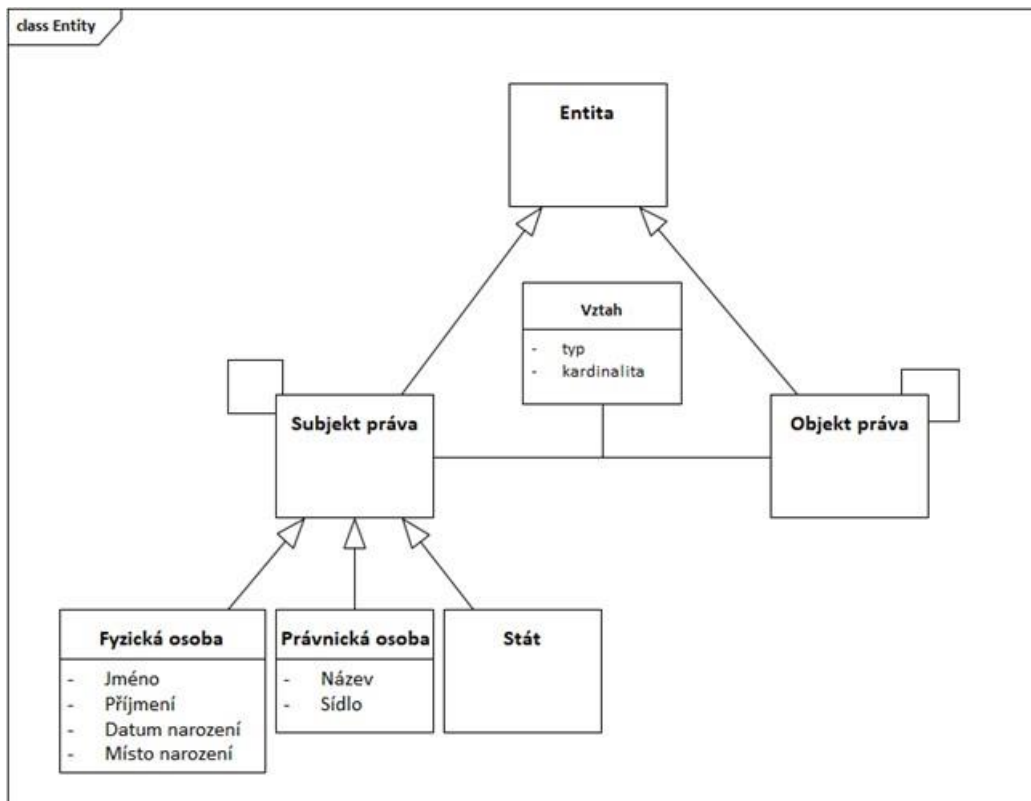 class Entity
Entita
Vztah
- typ
- kardinalita
Subjekt práva
Objekt práva
Fyzická osoba
- Jméno
- Příjmení
- Datum narození
- Místo narození
Právnická osoba
- Název
- Sídlo
Stát